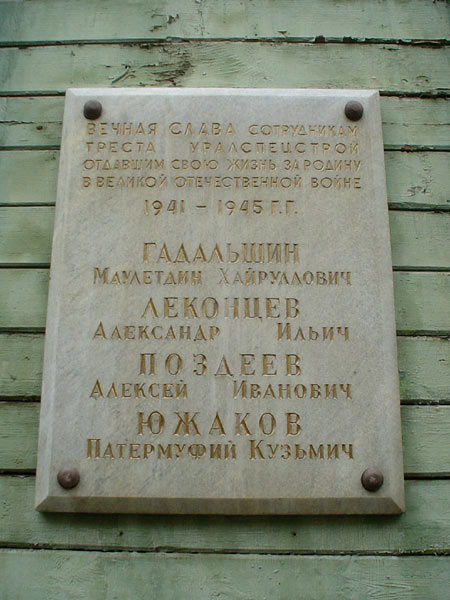 ВЕЧНАЯ СЛАВА СОТРУДНИКАМ
ТРЕСТА УРАЛСПЕЦСТРОЙ
ОТДАВШИМ СВОЮ ЖИЗНЬ ЗА РОДИНУ
В ВЕЛИКОЙ ОТЕЧЕСТВЕННОЙ ВОЙНЕ
1941 – 1945 Г.Г.
ГАДАЛЬШИН
МАУЛЕТДИН ХАЙРУЛЛОВИЧ
ЛЕКОНЦЕВ
АЛЕКСАНДР ИЛЬИЧ
ПОЗДЕЕВ
АЛЕКСЕЙ ИВАНОВИЧ
ЮЖАКОВ
ПАТЕРМУФИЙ КУЗЬМИЧ